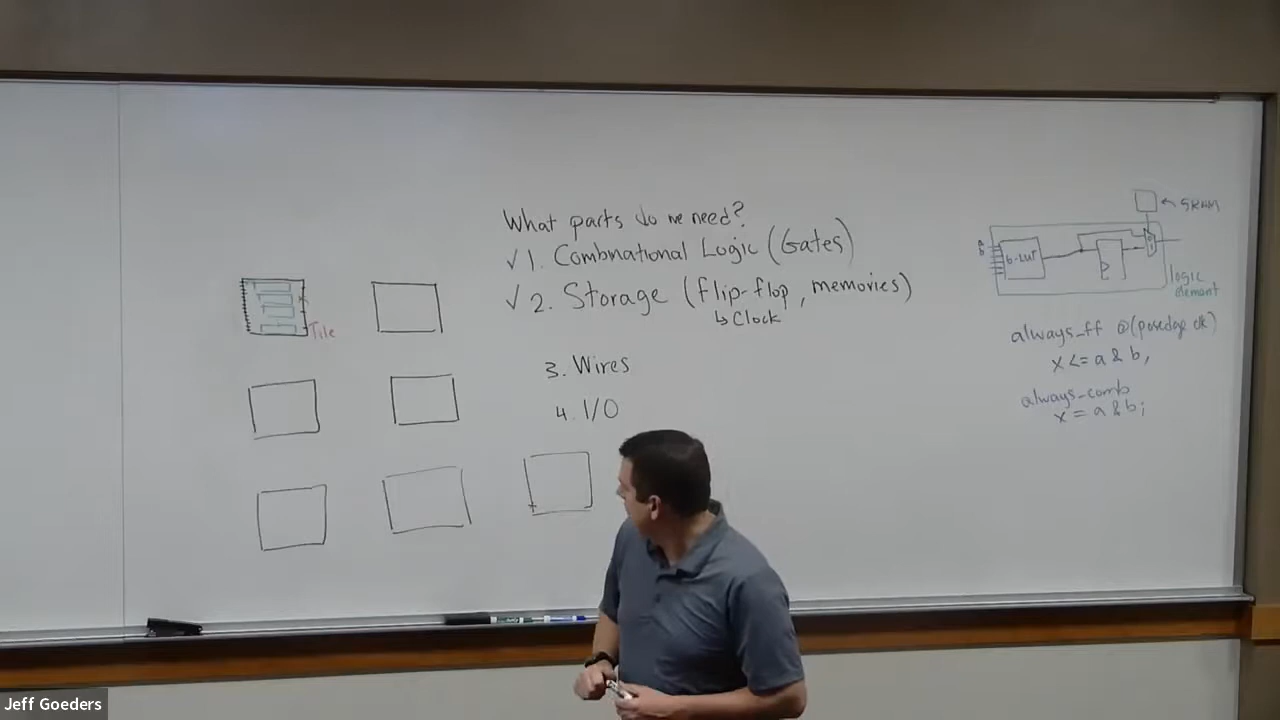 What parts do we need?
✓ 1. Combnational Logic (Gates)
✓ 2. Storage (flip-flop, memories)
↳ Clock
3. Wires
4. I/O
Tile
SRAM
a
b
6-LUT
logic
element
always_ff @(posedge clk)
x <= a & b;
always_comb
x = a & b;
Jeff Goeders